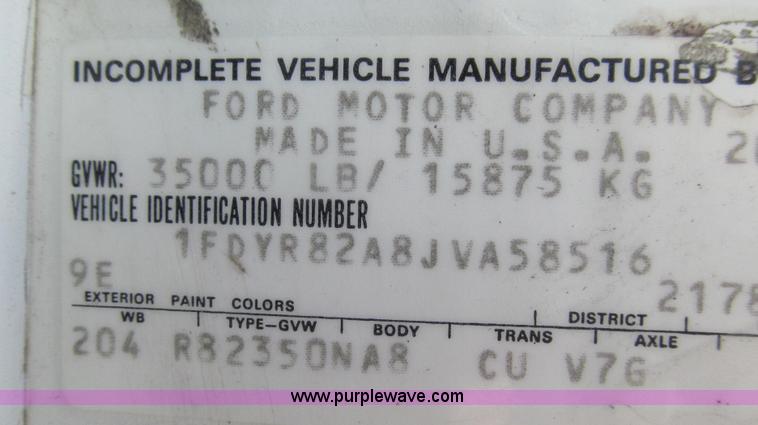 INCOMPLETE VEHICLE MANUFACTURED B
FORD MOTOR COMPANY
MADE IN U.S.A.
GVWR: 35000 LB/ 15875 KG
VEHICLE IDENTIFICATION NUMBER
1FDYR82A8JVA58516
9E 2178
EXTERIOR PAINT COLORS DISTRICT
WB TYPE-GVW BODY TRANS AXLE
204 R82350NA8 CU V7G
www.purplewave.com